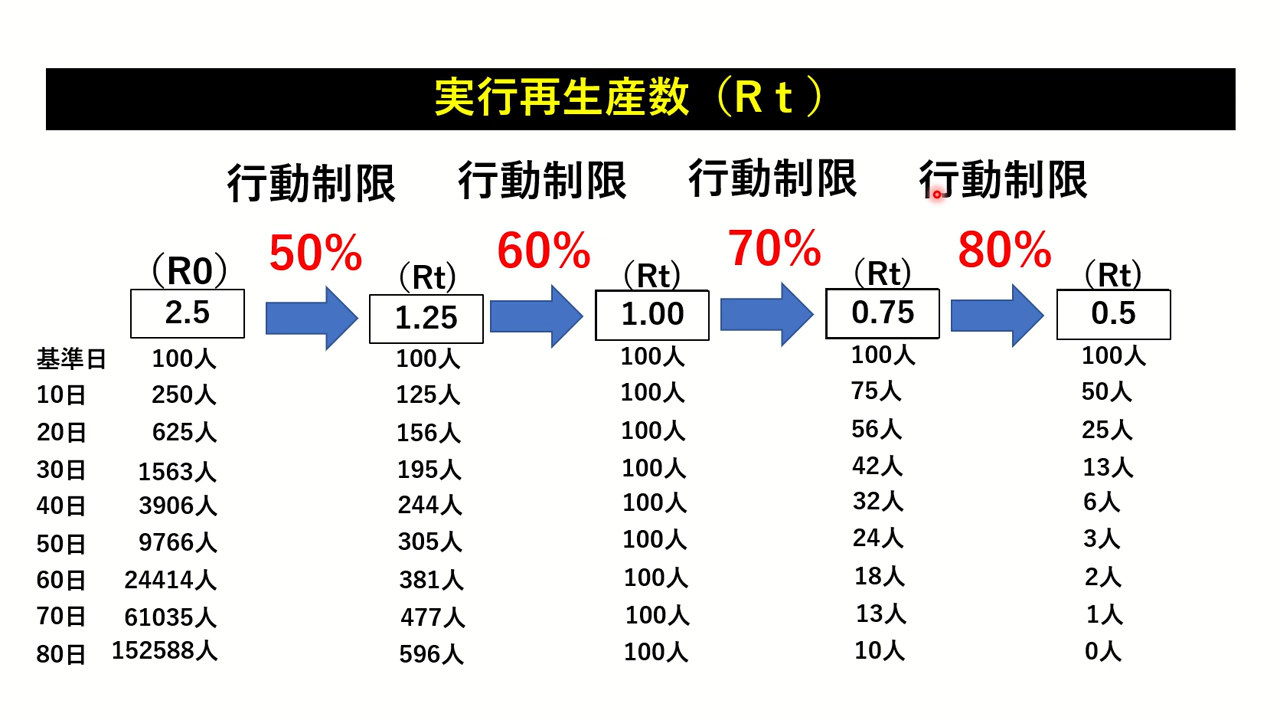 実行再生産数（Rｔ）
行動制限 行動制限 行動制限 行動制限
50% 60% 70% 80%
（R0） （Rt） （Rt） （Rt） （Rt）
2.5 1.25 1.00 0.75 0.5
基準日 100人 100人 100人 100人 100人
10日 250人 125人 100人 75人 50人
20日 625人 156人 100人 56人 25人
30日 1563人 195人 100人 42人 13人
40日 3906人 244人 100人 32人 6人
50日 9766人 305人 100人 24人 3人
60日 24414人 381人 100人 18人 2人
70日 61035人 477人 100人 13人 1人
80日 152588人 596人 100人 10人 0人